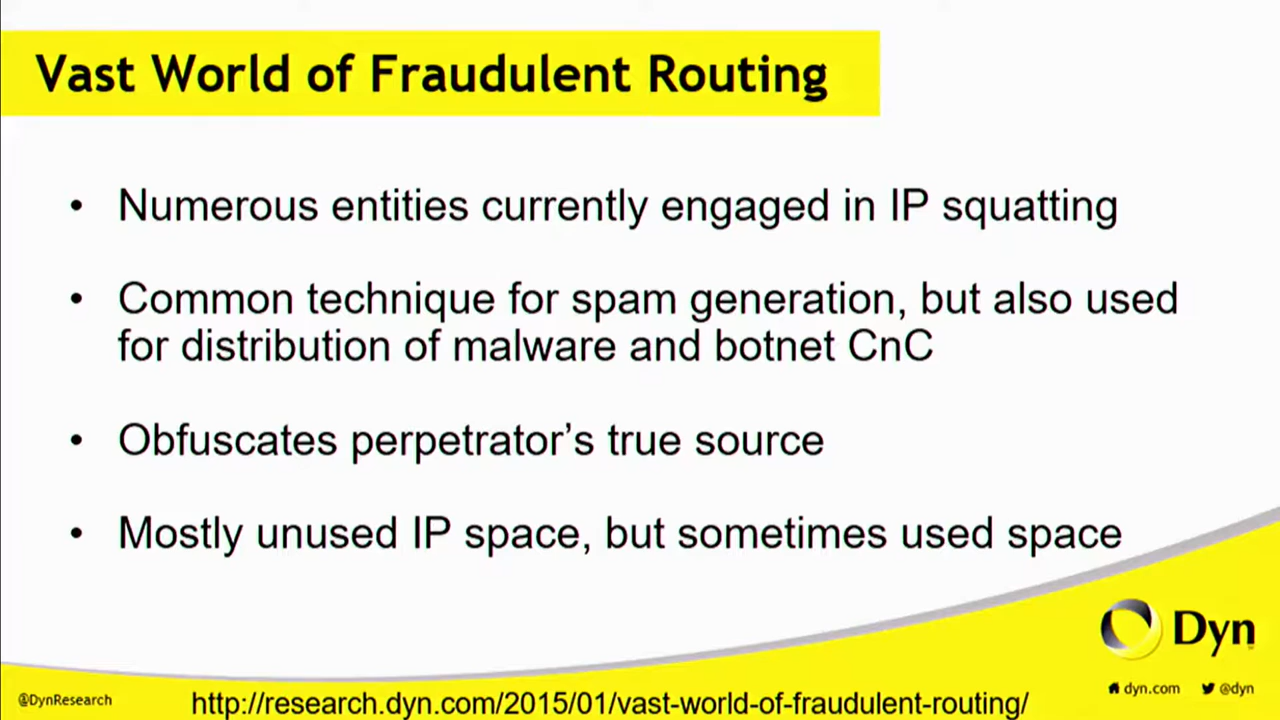 Vast World of Fraudulent Routing
• Numerous entities currently engaged in IP squatting
• Common technique for spam generation, but also used
for distribution of malware and botnet CnC
• Obfuscates perpetrator’s true source
• Mostly unused IP space, but sometimes used space
Dyn
@DynResearch
http://research.dyn.com/2015/01/vast-world-of-fraudulent-routing/
dyn.com
@dyn